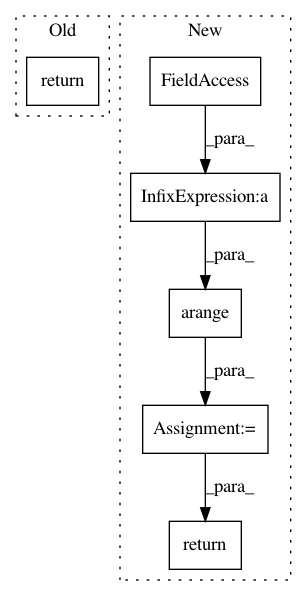 Old
New
return
FieldAccess
_para_
InfixExpression:a
_para_
arange
_para_
Assignment:=
_para_
return